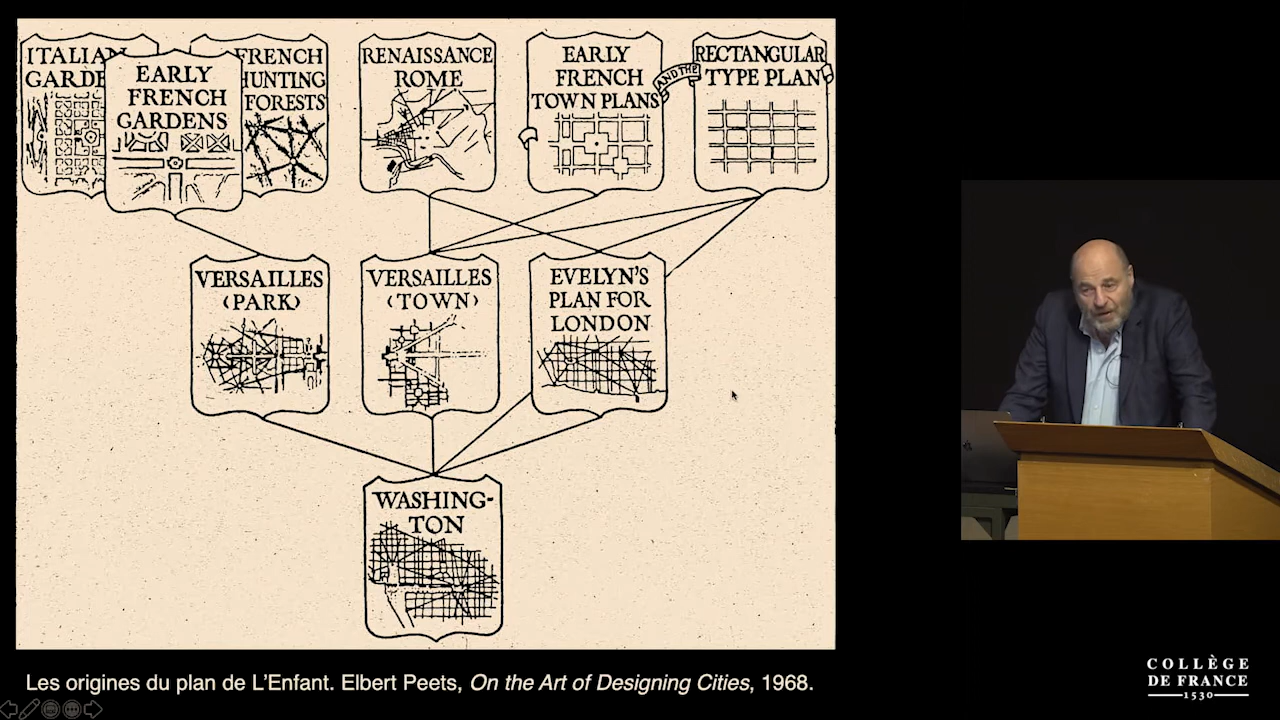 ITALIAN
GARDE
EARLY
FRENCH
GARDENS
FRENCH
HUNTING
FORESTS
RENAISSANCE
ROME
EARLY
FRENCH
TOWN PLANS
AND THE
RECTANGULAR
TYPE PLAN
VERSAILLES
(PARK)
VERSAILLES
(TOWN)
EVELYN'S
PLAN FOR
LONDON
WASHING-
TON
Les origines du plan de L'Enfant. Elbert Peets, On the Art of Designing Cities, 1968.
COLLÈGE
DE FRANCE
1530